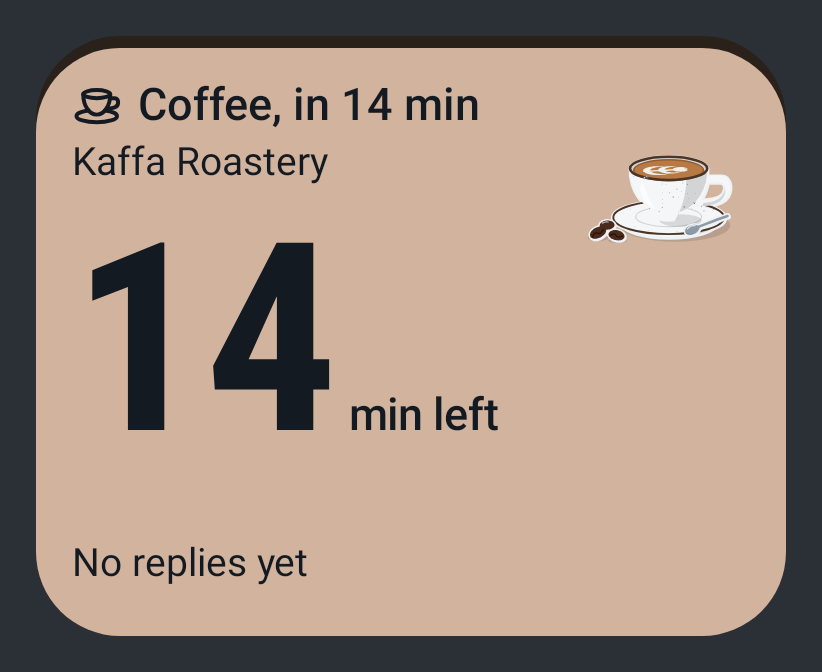 Coffee, in 14 min
Kaffa Roastery
14 min left
No replies yet